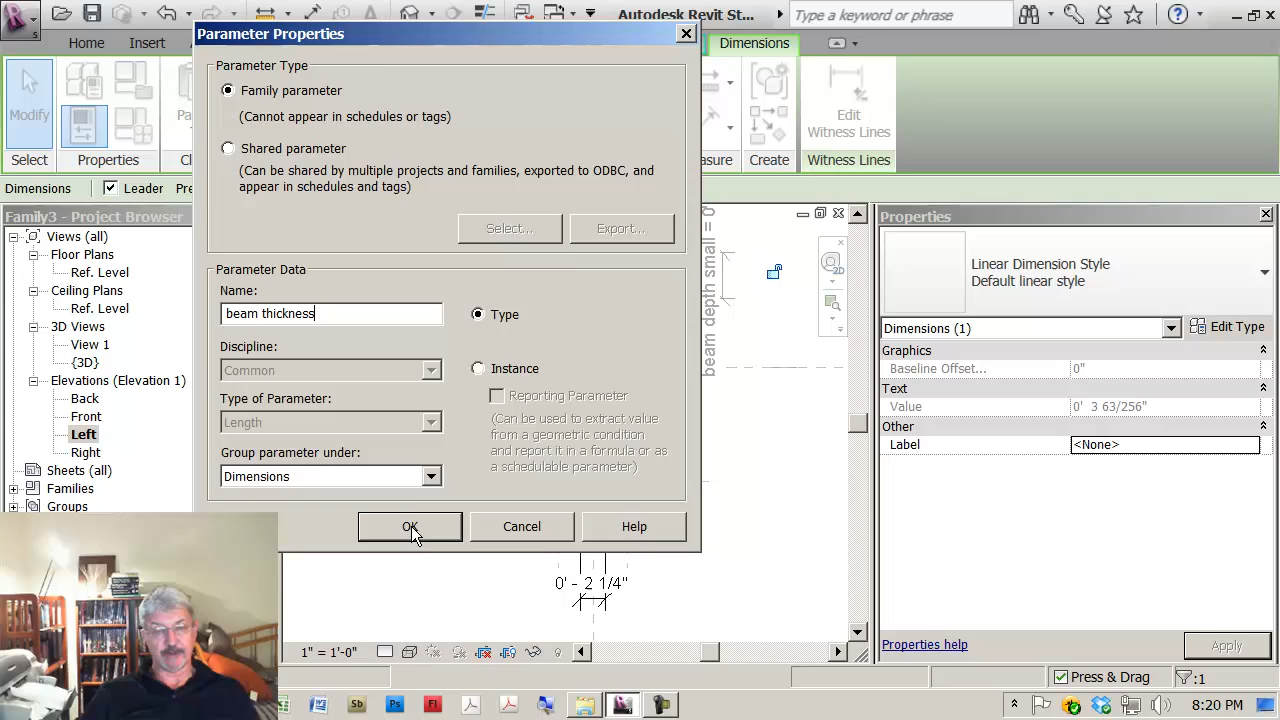 Autodesk Revit St...
Type a keyword or phrase
Home
Insert
Dimensions
Modify
Edit
Witness Lines
Select
Properties
Create
Witness Lines
Dimensions
Leader
Parameter Properties
Parameter Type
Family parameter
(Cannot appear in schedules or tags)
Shared parameter
(Can be shared by multiple projects and families, exported to ODBC, and
appear in schedules and tags)
Select...
Export...
Parameter Data
Name:
beam thickness
Type
Discipline:
Common
Instance
Reporting Parameter
Type of Parameter:
Length
(Can be used to extract value
from a geometric condition
and report it in a formula or as
a schedulable parameter)
Group parameter under:
Dimensions
OK
Cancel
Help
Family3 - Project Browser
Views (all)
Floor Plans
Ref. Level
Ceiling Plans
Ref. Level
3D Views
View 1
{3D}
Elevations (Elevation 1)
Back
Front
Left
Right
Sheets (all)
Families
Groups
beam depth small = 0
2D
0' - 2 1/4"
1" = 1'-0"
Properties
Linear Dimension Style
Default linear style
Dimensions (1)
Edit Type
Graphics
Baseline Offset...
0"
Text
Value
0' 3 63/256"
Other
Label
<None>
Properties help
Apply
Press & Drag
:1
Sb
Ps
Fl
8:20 PM